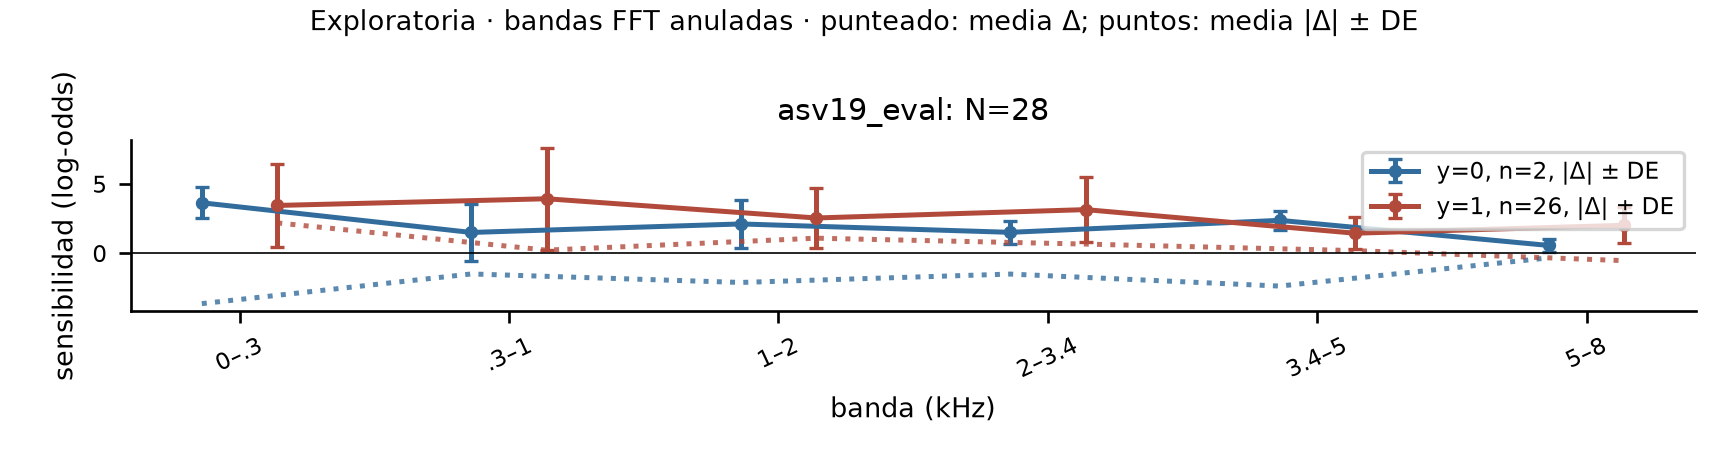 Exploratoria · bandas FFT anuladas · punteado: media Δ; puntos: media |Δ| ± DE
asv19_eval: N=28
sensibilidad (log-odds)
5
0
y=0, n=2, |Δ| ± DE
y=1, n=26, |Δ| ± DE
0–.3
.3–1
1–2
2–3.4
3.4–5
5–8
banda (kHz)